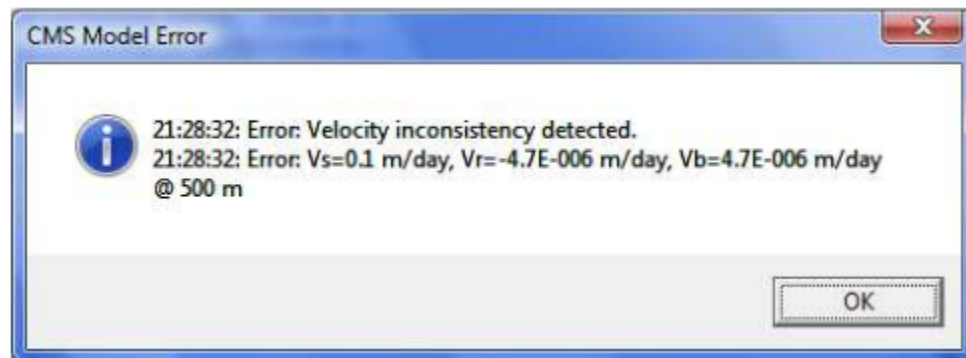 CMS Model Error
21:28:32: Error: Velocity inconsistency detected.
21:28:32: Error: Vs=0.1 m/day, Vr=-4.7E-006 m/day, Vb=4.7E-006 m/day
@ 500 m
OK